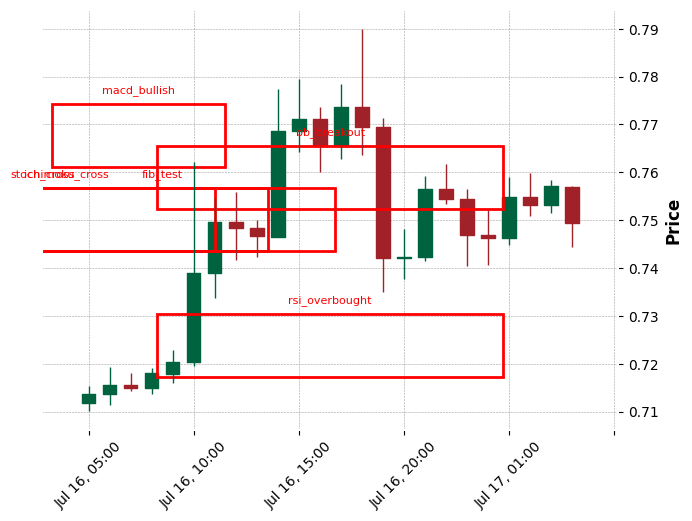 0.79
0.78
macd_bullish
0.77
0.76
fib_test
0.75
0.74
rsi_overbought
0.73
0.72
0.71
Price
Jul 16, 05:00
Jul 16, 10:00
Jul 16, 15:00
Jul 16, 20:00
Jul 17, 01:00